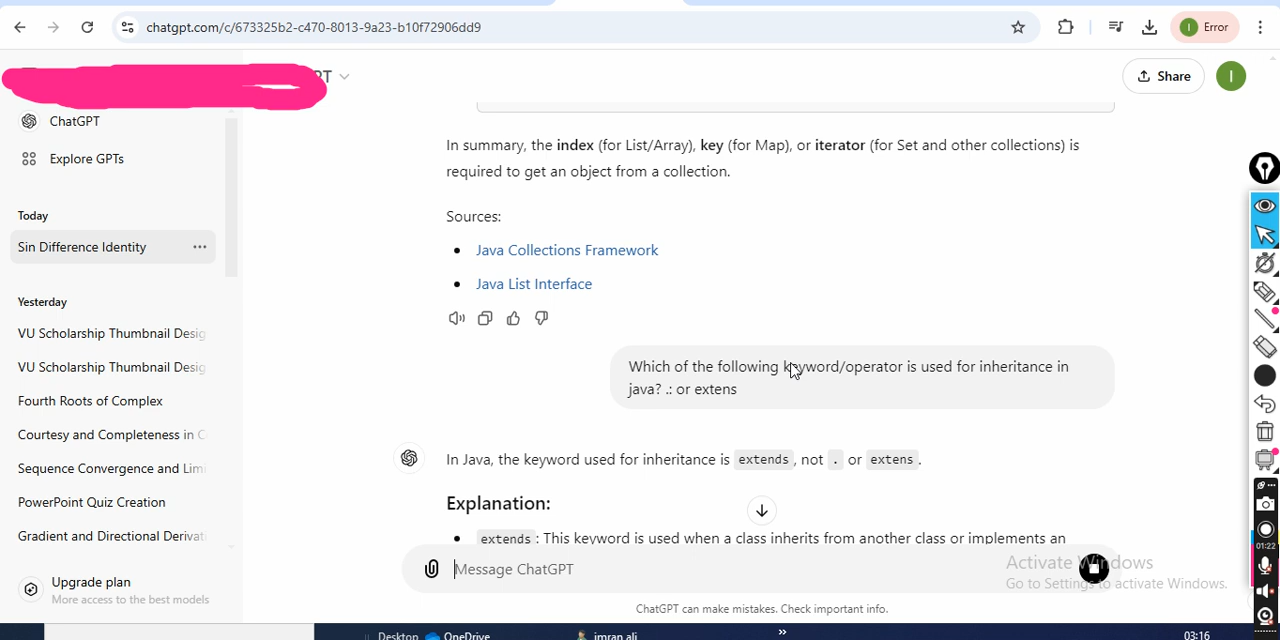 chatgpt.com/c/673325b2-c470-8013-9a23-b10f72906dd9
I
Error
PT
Share
I
ChatGPT
Explore GPTs
Today
Sin Difference Identity
Yesterday
VU Scholarship Thumbnail Desig
VU Scholarship Thumbnail Desig
Fourth Roots of Complex
Courtesy and Completeness in C
Sequence Convergence and Limi
PowerPoint Quiz Creation
Gradient and Directional Derivat
Upgrade plan
More access to the best models
In summary, the index (for List/Array), key (for Map), or iterator (for Set and other collections) is
required to get an object from a collection.
Sources:
Java Collections Framework
Java List Interface
Which of the following keyword/operator is used for inheritance in
java? .: or extens
In Java, the keyword used for inheritance is extends, not . or extens.
Explanation:
extends: This keyword is used when a class inherits from another class or implements an
Message ChatGPT
Activate Windows
Go to Settings to activate Windows.
ChatGPT can make mistakes. Check important info.
01:22
Desktop
OneDrive
imran ali
03:16